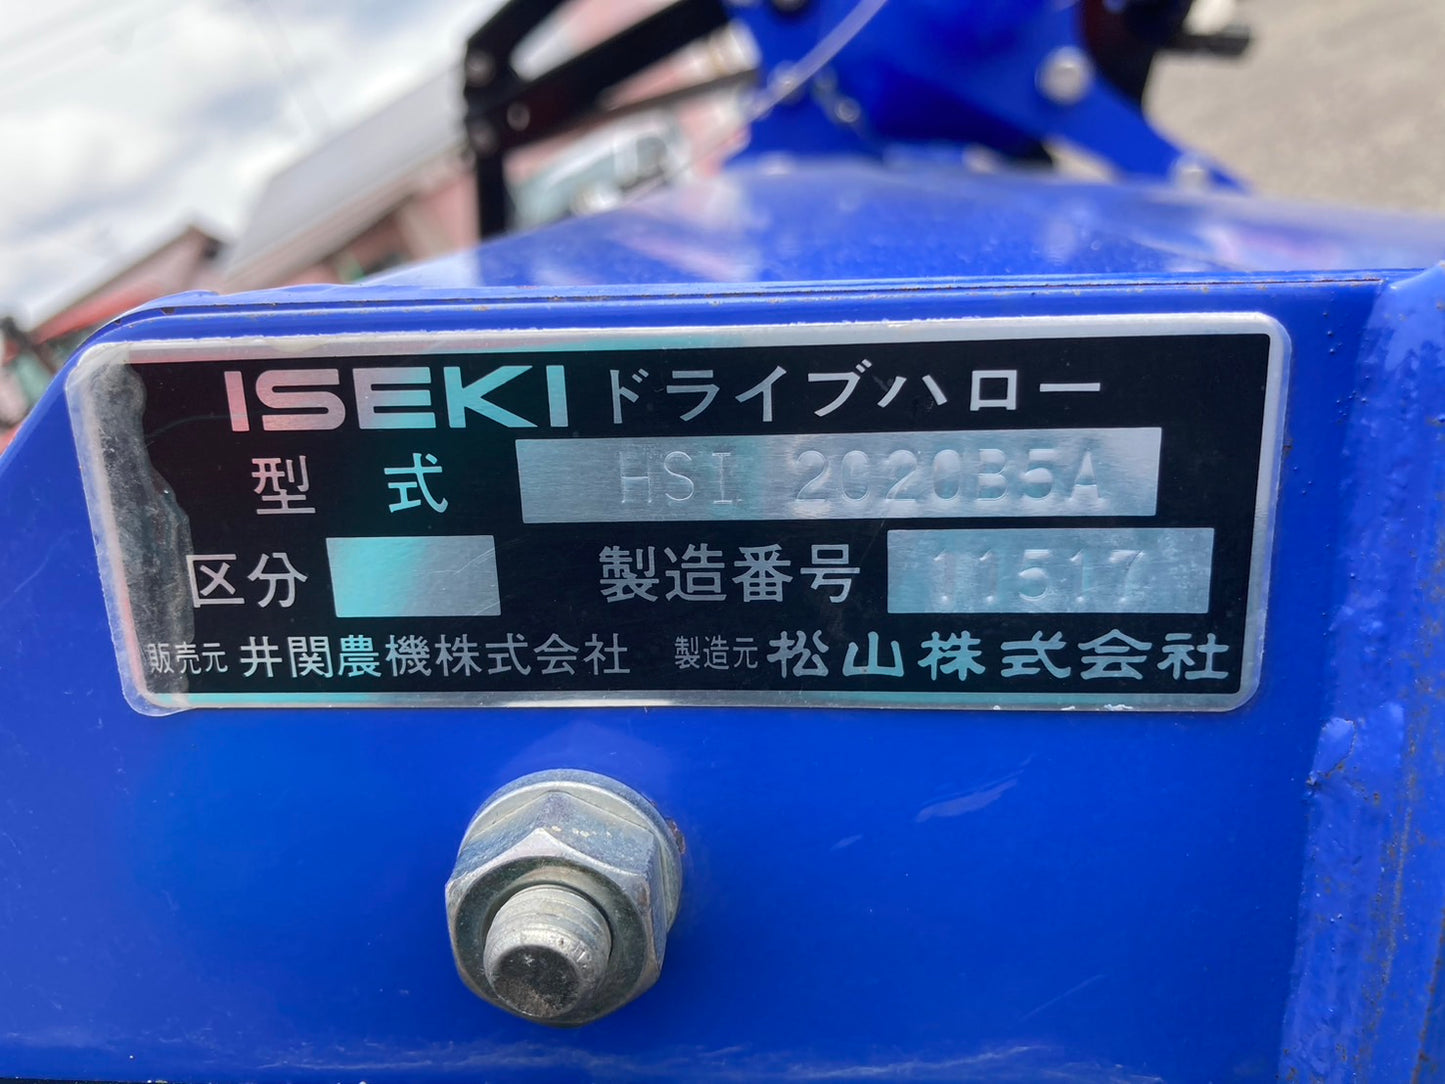 ISEKI ドライブハロー
型式 HSI 2020B5A
区分 製造番号 11517
販売元 井関農機株式会社 製造元 松山株式会社